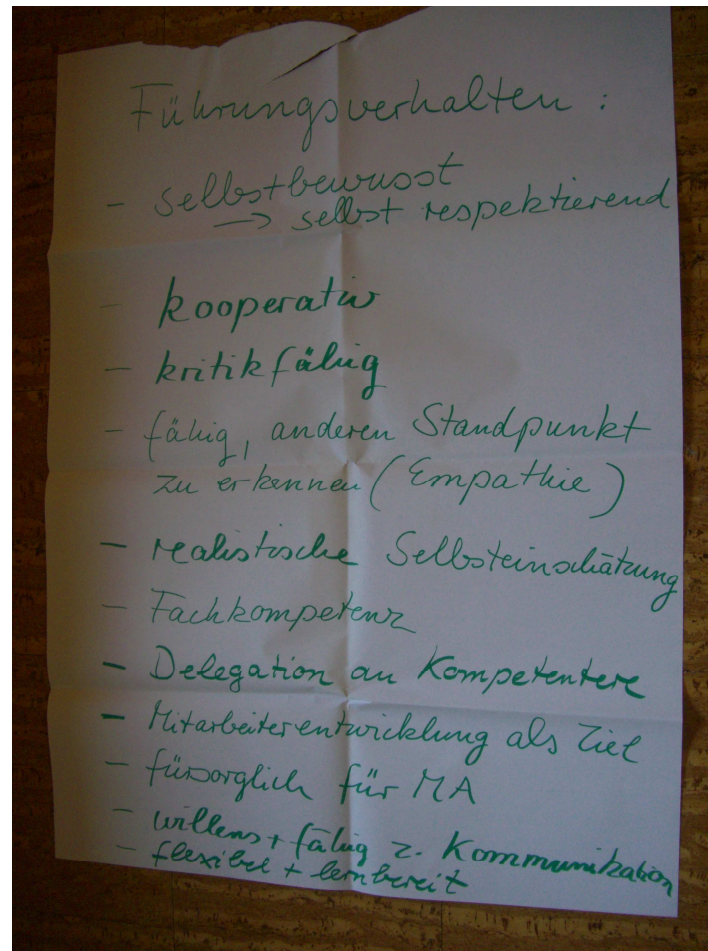 Führungsverhalten :
- selbstbewusst
→ selbst respektierend
- kooperativ
- kritikfähig
- fähig, anderen Standpunkt
zu erkennen (Empathie)
- realistische Selbsteinschätzung
- Fachkompetenz
- Delegation an Kompetentere
- Mitarbeiterentwicklung als Ziel
- fürsorglich für MA
- willens + fähig z. Kommunikation
- flexibel + lernbereit